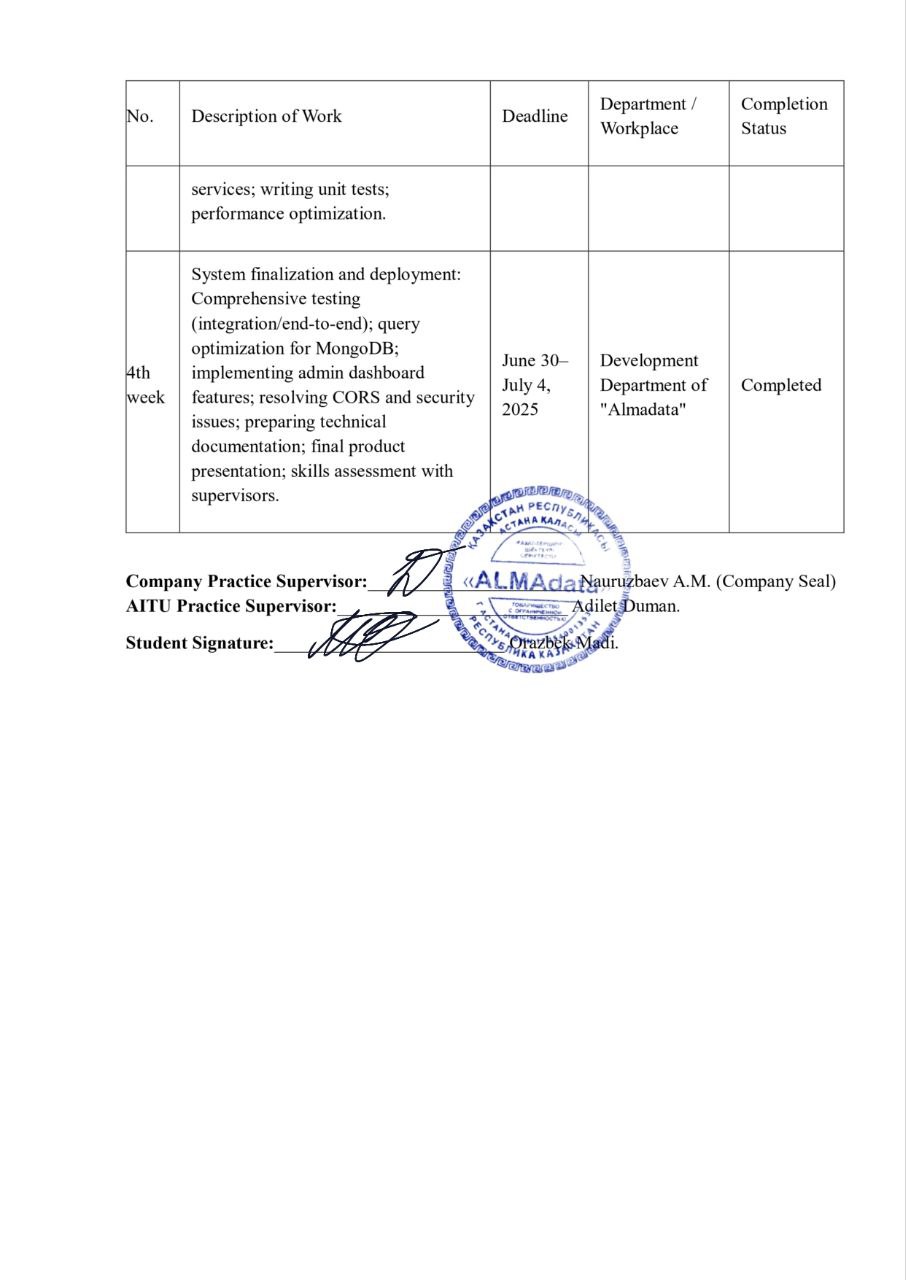 No.
Description of Work
Deadline
Department /
Workplace
Completion
Status
services; writing unit tests;
performance optimization.
4th
week
System finalization and deployment:
Comprehensive testing
(integration/end-to-end); query
optimization for MongoDB;
implementing admin dashboard
features; resolving CORS and security
issues; preparing technical
documentation; final product
presentation; skills assessment with
supervisors.
June 30–
July 4,
2025
Development
Department of
"Almadata"
Completed
Company Practice Supervisor: Nauruzbaev A.M. (Company Seal)
AITU Practice Supervisor: Adilet Duman.
Student Signature: Orazbek Madi.
ҚАЗАҚСТАН РЕСПУБЛИКАСЫ
АСТАНА ҚАЛАСЫ
«ALMAdata»
ТОВАРИЩЕСТВО
С ОГРАНИЧЕННОЙ
ОТВЕТСТВЕННОСТЬЮ
Г. АСТАНА
РЕСПУБЛИКА КАЗАХСТАН